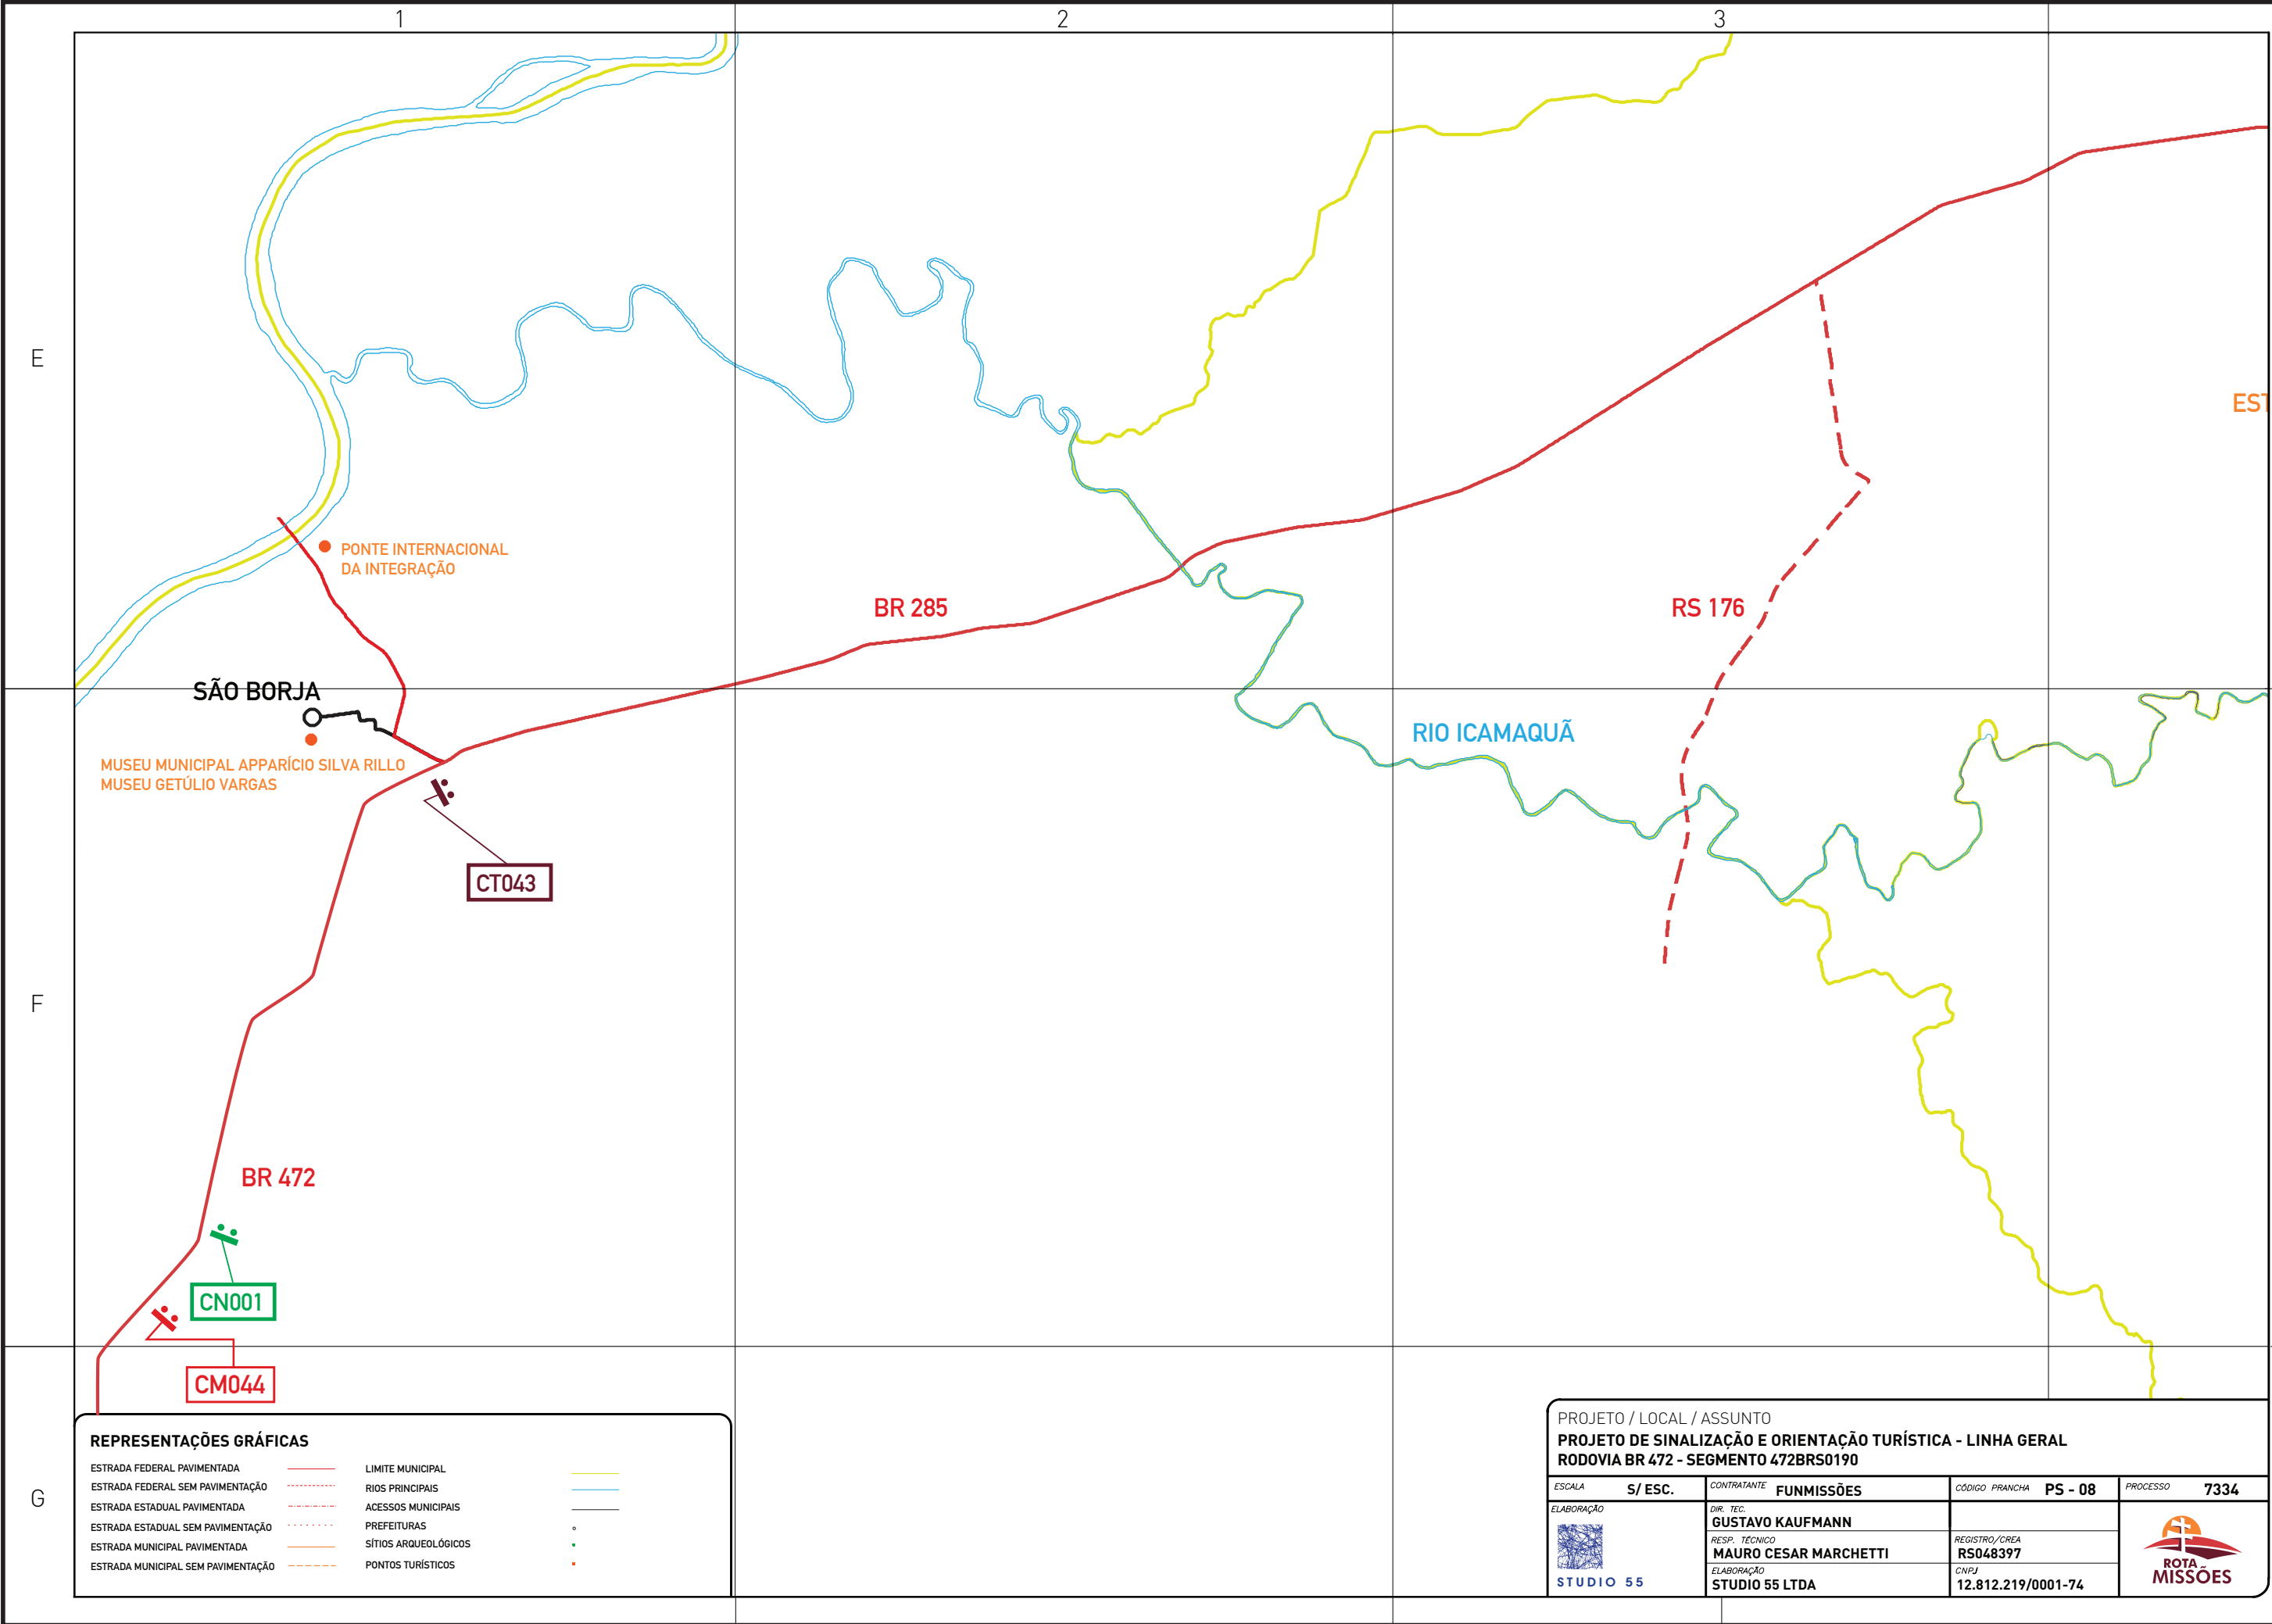 1
2
3
E
EST
PONTE INTERNACIONAL
DA INTEGRAÇÃO
BR 285
RS 176
SÃO BORJA
RIO ICAMAQUÃ
MUSEU MUNICIPAL APPARÍCIO SILVA RILLO
MUSEU GETÚLIO VARGAS
CT043
F
BR 472
CN001
CM044
G
REPRESENTAÇÕES GRÁFICAS
ESTRADA FEDERAL PAVIMENTADA
ESTRADA FEDERAL SEM PAVIMENTAÇÃO
ESTRADA ESTADUAL PAVIMENTADA
ESTRADA ESTADUAL SEM PAVIMENTAÇÃO
ESTRADA MUNICIPAL PAVIMENTADA
ESTRADA MUNICIPAL SEM PAVIMENTAÇÃO
LIMITE MUNICIPAL
RIOS PRINCIPAIS
ACESSOS MUNICIPAIS
PREFEITURAS
SÍTIOS ARQUEOLÓGICOS
PONTOS TURÍSTICOS
PROJETO / LOCAL / ASSUNTO
PROJETO DE SINALIZAÇÃO E ORIENTAÇÃO TURÍSTICA - LINHA GERAL
RODOVIA BR 472 - SEGMENTO 472BRS0190
ESCALA S/ ESC.
CONTRATANTE FUNMISSÕES
CÓDIGO PRANCHA PS - 08
PROCESSO 7334
ELABORAÇÃO
STUDIO 55
DIR. TEC.
GUSTAVO KAUFMANN
RESP. TÉCNICO
MAURO CESAR MARCHETTI
REGISTRO/CREA
RS048397
ELABORAÇÃO
STUDIO 55 LTDA
CNPJ
12.812.219/0001-74
ROTA
MISSÕES